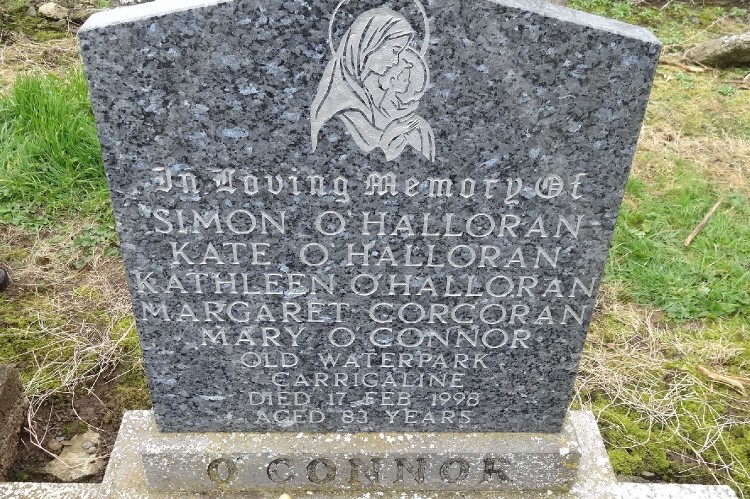 In Loving Memory Of
SIMON O'HALLORAN
KATE O'HALLORAN
KATHLEEN O'HALLORAN
MARGARET CORCORAN
MARY O'CONNOR
OLD WATERPARK
CARRIGALINE
DIED 17 FEB 1998
AGED 83 YEARS
O'CONNOR